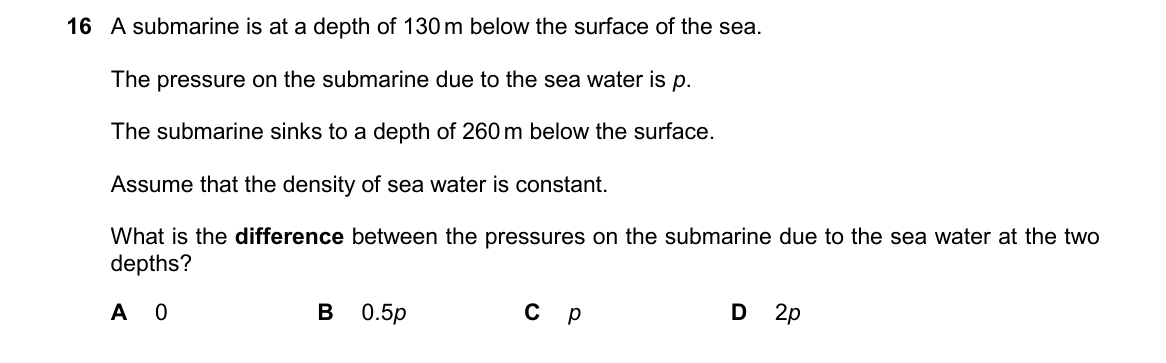 16 A submarine is at a depth of 130 m below the surface of the sea.
The pressure on the submarine due to the sea water is p.
The submarine sinks to a depth of 260 m below the surface.
Assume that the density of sea water is constant.
What is the difference between the pressures on the submarine due to the sea water at the two
depths?
A 0 B 0.5p C p D 2p